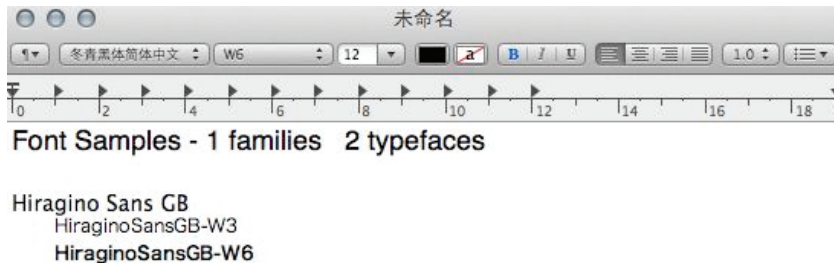 未命名
¶ 冬青黑体简体中文 W6 12 a B I U 1.0
0 2 4 6 8 10 12 14 16 18
Font Samples - 1 families 2 typefaces
Hiragino Sans GB
HiraginoSansGB-W3
HiraginoSansGB-W6